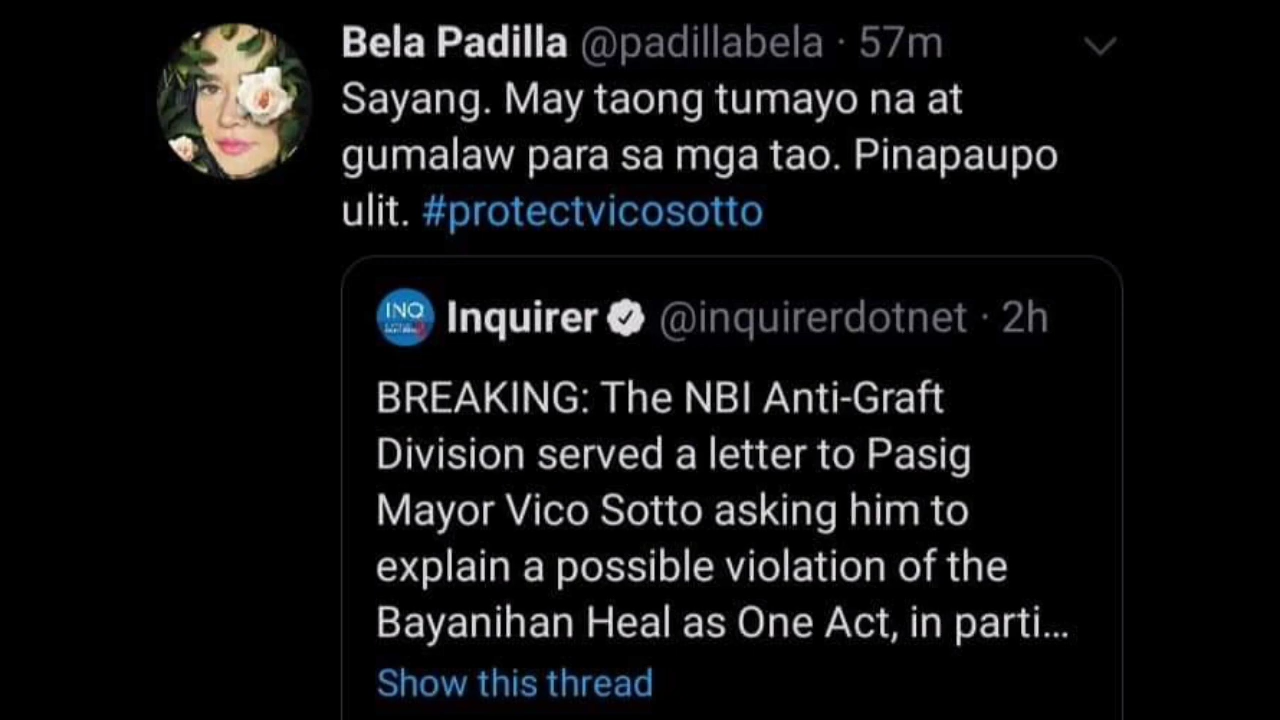 Bela Padilla @padillabela · 57m
Sayang. May taong tumayo na at
gumalaw para sa mga tao. Pinapaupo
ulit. #protectvicosotto
INQ
Inquirer @inquirerdotnet · 2h
BREAKING: The NBI Anti-Graft
Division served a letter to Pasig
Mayor Vico Sotto asking him to
explain a possible violation of the
Bayanihan Heal as One Act, in parti...
Show this thread